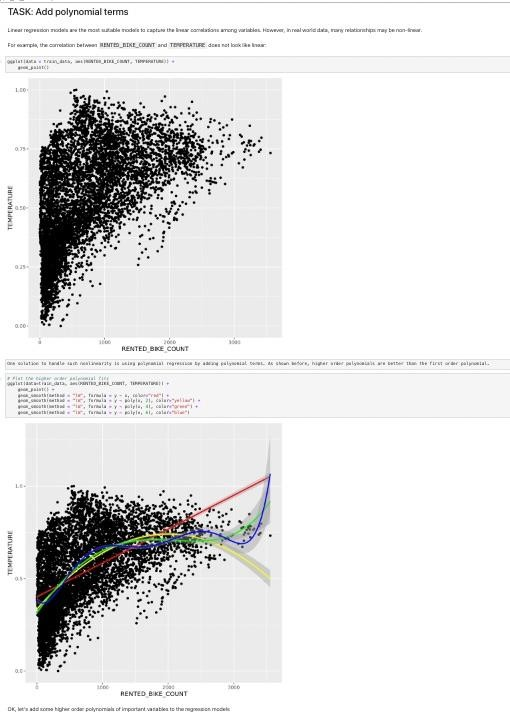 TASK: Add polynomial terms
Linear regression models are the most suitable models to capture the linear correlations among variables. However, in real world data, many relationships may be non-linear.
For example, the correlation between RENTED_BIKE_COUNT and TEMPERATURE does not look like linear:
ggplot(data = train_data, aes(RENTED_BIKE_COUNT, TEMPERATURE)) +
geom_point()
1.00
0.75
0.50
0.25
0.00
TEMPERATURE
0 1000 2000 3000
RENTED_BIKE_COUNT
One solution to handle such nonlinearity is using polynomial regression by adding polynomial terms. As shown before, higher order polynomials are better than the first order polynomial.
# Plot the higher order polynomial fits
ggplot(data=train_data, aes(RENTED_BIKE_COUNT, TEMPERATURE)) +
geom_point() +
geom_smooth(method = "lm", formula = y ~ x, color="red") +
geom_smooth(method = "lm", formula = y ~ poly(x, 2), color="yellow") +
geom_smooth(method = "lm", formula = y ~ poly(x, 4), color="green") +
geom_smooth(method = "lm", formula = y ~ poly(x, 6), color="blue")
1.0
0.5
0.0
TEMPERATURE
0 1000 2000 3000
RENTED_BIKE_COUNT
OK, let's add some higher order polynomials of important variables to the regression models